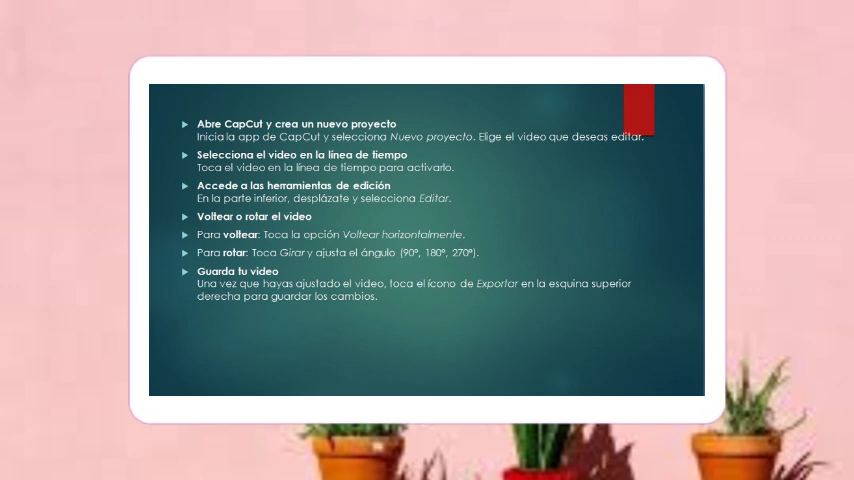 Abre CapCut y crea un nuevo proyecto
Inicia la app de CapCut y selecciona Nuevo proyecto. Elige el video que deseas editar.
Selecciona el video en la línea de tiempo
Toca el video en la línea de tiempo para activarlo.
Accede a las herramientas de edición
En la parte inferior, desplázate y selecciona Editar.
Voltear o rotar el video
Para voltear: Toca la opción Voltear horizontalmente.
Para rotar: Toca Girar y ajusta el ángulo (90°, 180°, 270°).
Guarda tu video
Una vez que hayas ajustado el video, toca el ícono de Exportar en la esquina superior
derecha para guardar los cambios.